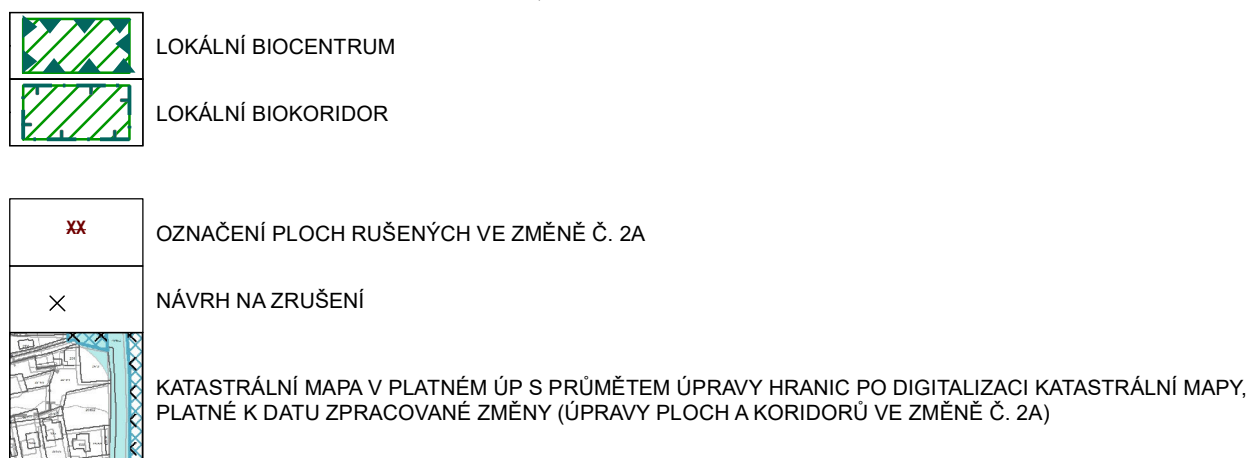 LOKÁLNÍ BIOCENTRUM
LOKÁLNÍ BIOKORIDOR
XX
OZNAČENÍ PLOCH RUŠENÝCH VE ZMĚNĚ Č. 2A
NÁVRH NA ZRUŠENÍ
KATASTRÁLNÍ MAPA V PLATNÉM ÚP S PRŮMĚTEM ÚPRAVY HRANIC PO DIGITALIZACI KATASTRÁLNÍ MAPY,
PLATNÉ K DATU ZPRACOVANÉ ZMĚNY (ÚPRAVY PLOCH A KORIDORŮ VE ZMĚNĚ Č. 2A)